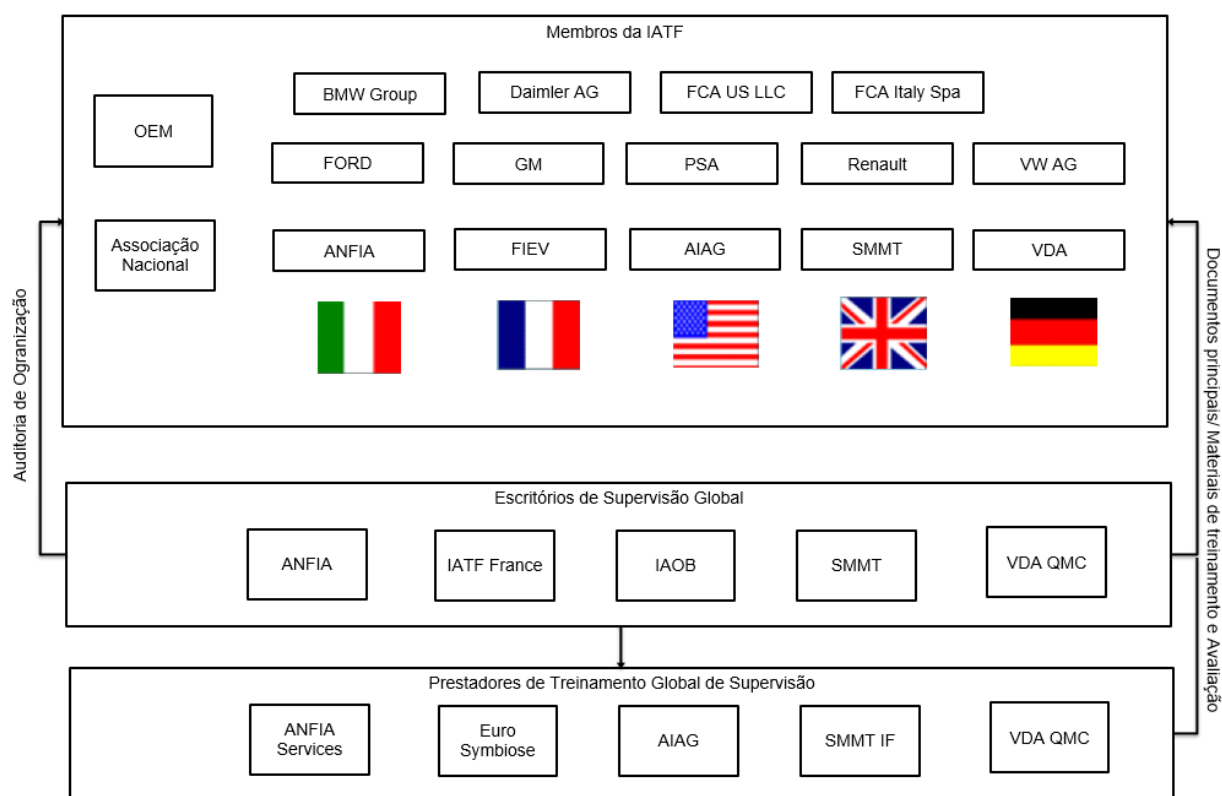 Membros da IATF
BMW Group
Daimler AG
FCA US LLC
FCA Italy Spa
OEM
FORD
GM
PSA
Renault
VW AG
Associação
Nacional
ANFIA
FIEV
AIAG
SMMT
VDA
Auditoria de Ogranização
Documentos principais/ Materiais de treinamento e Avaliação
Escritórios de Supervisão Global
ANFIA
IATF France
IAOB
SMMT
VDA QMC
Prestadores de Treinamento Global de Supervisão
ANFIA
Services
Euro
Symbiose
AIAG
SMMT IF
VDA QMC